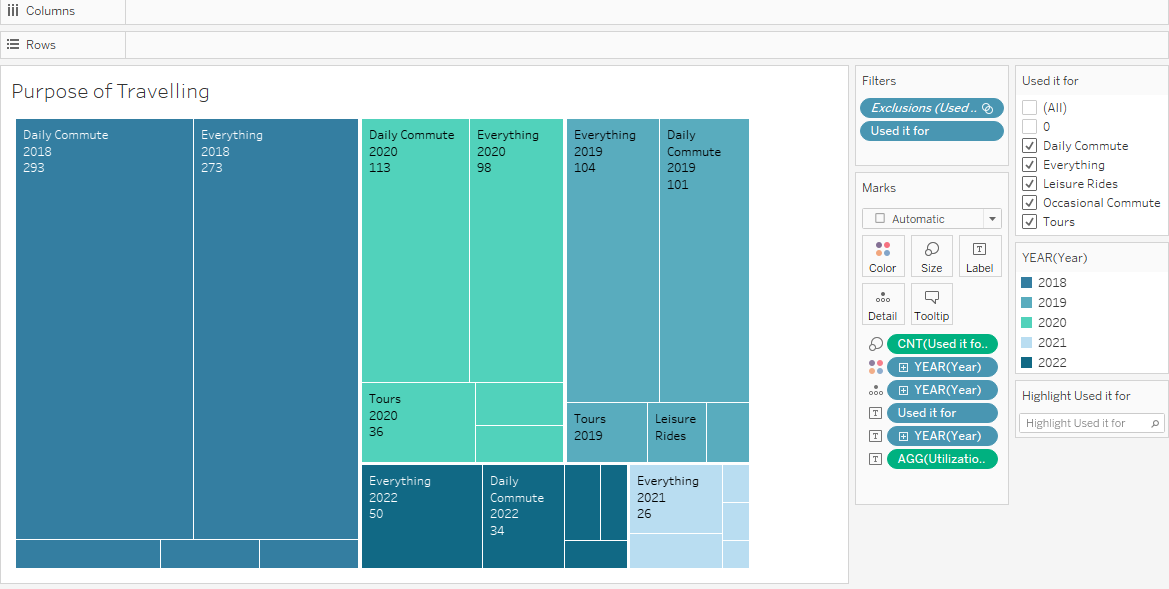 Columns
Rows
Purpose of Travelling
Daily Commute
2018
293
Everything
2018
273
Daily Commute
2020
113
Everything
2020
98
Everything
2019
104
Daily
Commute
2019
101
Tours
2020
36
Tours
2019
Leisure
Rides
Everything
2022
50
Daily
Commute
2022
34
Everything
2021
26
Filters
Exclusions (Used ..
Used it for
Marks
Automatic
Color
Size
Label
Detail
Tooltip
CNT(Used it fo..
YEAR(Year)
YEAR(Year)
Used it for
YEAR(Year)
AGG(Utilizatio..
Used it for
(All)
0
Daily Commute
Everything
Leisure Rides
Occasional Commute
Tours
YEAR(Year)
2018
2019
2020
2021
2022
Highlight Used it for
Highlight Used it for